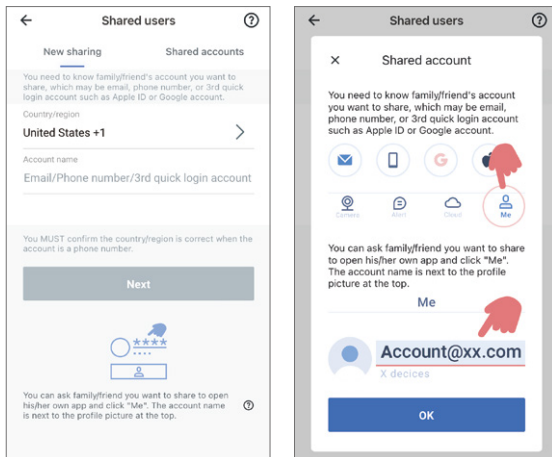 Shared users
New sharing
Shared accounts
You need to know family/friend's account you want to
share, which may be email, phone number, or 3rd quick
login account such as Apple ID or Google account.
Country/region
United States +1
Account name
Email/Phone number/3rd quick login account
You MUST confirm the country/region is correct when the
account is a phone number.
Next
****
You can ask family/friend you want to share to open
his/her own app and click "Me". The account name
is next to the profile picture at the top.
Shared users
Shared account
You need to know family/friend's account
you want to share, which may be email,
phone number, or 3rd quick login account
such as Apple ID or Google account.
G
Camera
Alert
Cloud
Me
You can ask family/friend you want to share
to open his/her own app and click "Me".
The account name is next to the profile
picture at the top.
Me
Account@xx.com
X decices
OK